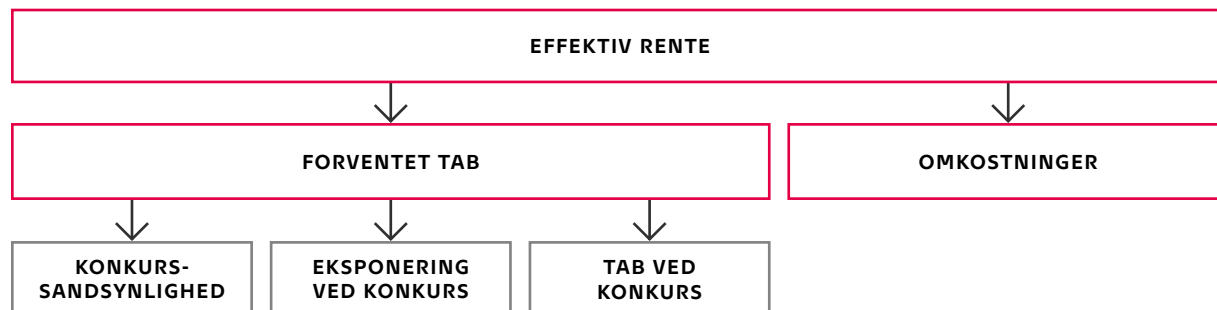 EFFEKTIV RENTE
FORVENTET TAB
OMKOSTNINGER
KONKURS-
SANDSYNLIGHED
EKSPONERING
VED KONKURS
TAB VED
KONKURS